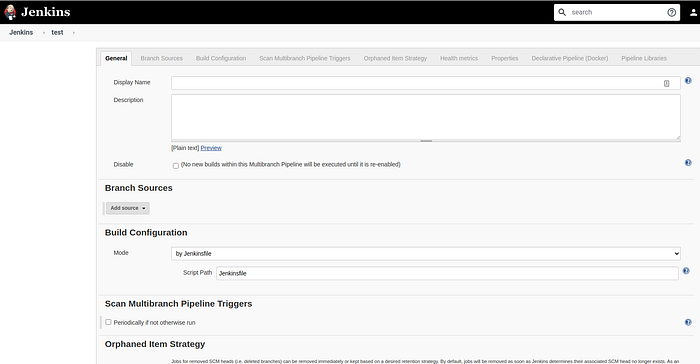 Jenkins
search
Jenkins › test ›
General Branch Sources Build Configuration Scan Multibranch Pipeline Triggers Orphaned Item Strategy Health metrics Properties Declarative Pipeline (Docker) Pipeline Libraries
Display Name
Description
[Plain text] Preview
Disable (No new builds within this Multibranch Pipeline will be executed until it is re-enabled)
Branch Sources
Add source
Build Configuration
Mode by Jenkinsfile
Script Path Jenkinsfile
Scan Multibranch Pipeline Triggers
Periodically if not otherwise run
Orphaned Item Strategy
Jobs for removed SCM heads (i.e. deleted branches) can be removed immediately or kept based on a desired retention strategy. By default, jobs will be removed as soon as Jenkins determines their associated SCM head no longer exists. As an